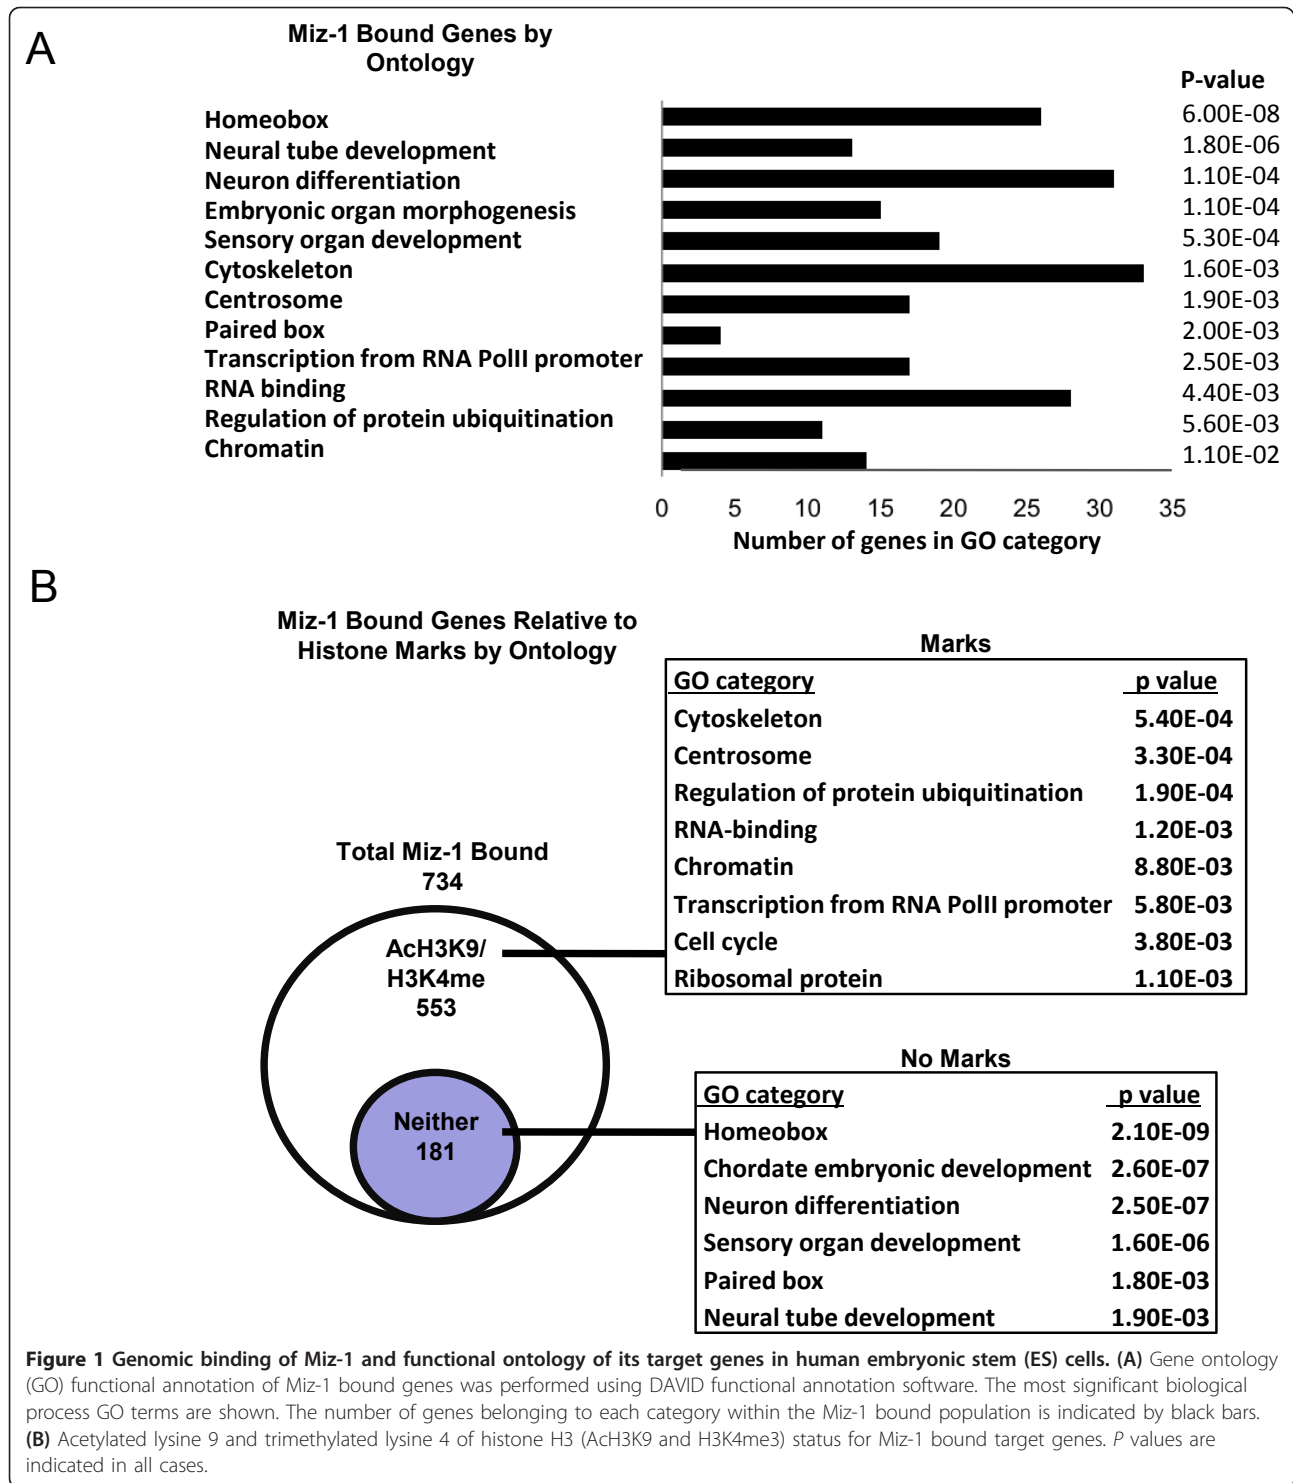 A
Miz-1 Bound Genes by
Ontology
P-value
Homeobox 6.00E-08
Neural tube development 1.80E-06
Neuron differentiation 1.10E-04
Embryonic organ morphogenesis 1.10E-04
Sensory organ development 5.30E-04
Cytoskeleton 1.60E-03
Centrosome 1.90E-03
Paired box 2.00E-03
Transcription from RNA PolII promoter 2.50E-03
RNA binding 4.40E-03
Regulation of protein ubiquitination 5.60E-03
Chromatin 1.10E-02
0 5 10 15 20 25 30 35
Number of genes in GO category
B
Miz-1 Bound Genes Relative to
Histone Marks by Ontology
Total Miz-1 Bound
734
AcH3K9/
H3K4me
553
Neither
181
Marks
GO category p value
Cytoskeleton 5.40E-04
Centrosome 3.30E-04
Regulation of protein ubiquitination 1.90E-04
RNA-binding 1.20E-03
Chromatin 8.80E-03
Transcription from RNA PolII promoter 5.80E-03
Cell cycle 3.80E-03
Ribosomal protein 1.10E-03
No Marks
GO category p value
Homeobox 2.10E-09
Chordate embryonic development 2.60E-07
Neuron differentiation 2.50E-07
Sensory organ development 1.60E-06
Paired box 1.80E-03
Neural tube development 1.90E-03
Figure 1 Genomic binding of Miz-1 and functional ontology of its target genes in human embryonic stem (ES) cells. (A) Gene ontology
(GO) functional annotation of Miz-1 bound genes was performed using DAVID functional annotation software. The most significant biological
process GO terms are shown. The number of genes belonging to each category within the Miz-1 bound population is indicated by black bars.
(B) Acetylated lysine 9 and trimethylated lysine 4 of histone H3 (AcH3K9 and H3K4me3) status for Miz-1 bound target genes. P values are
indicated in all cases.